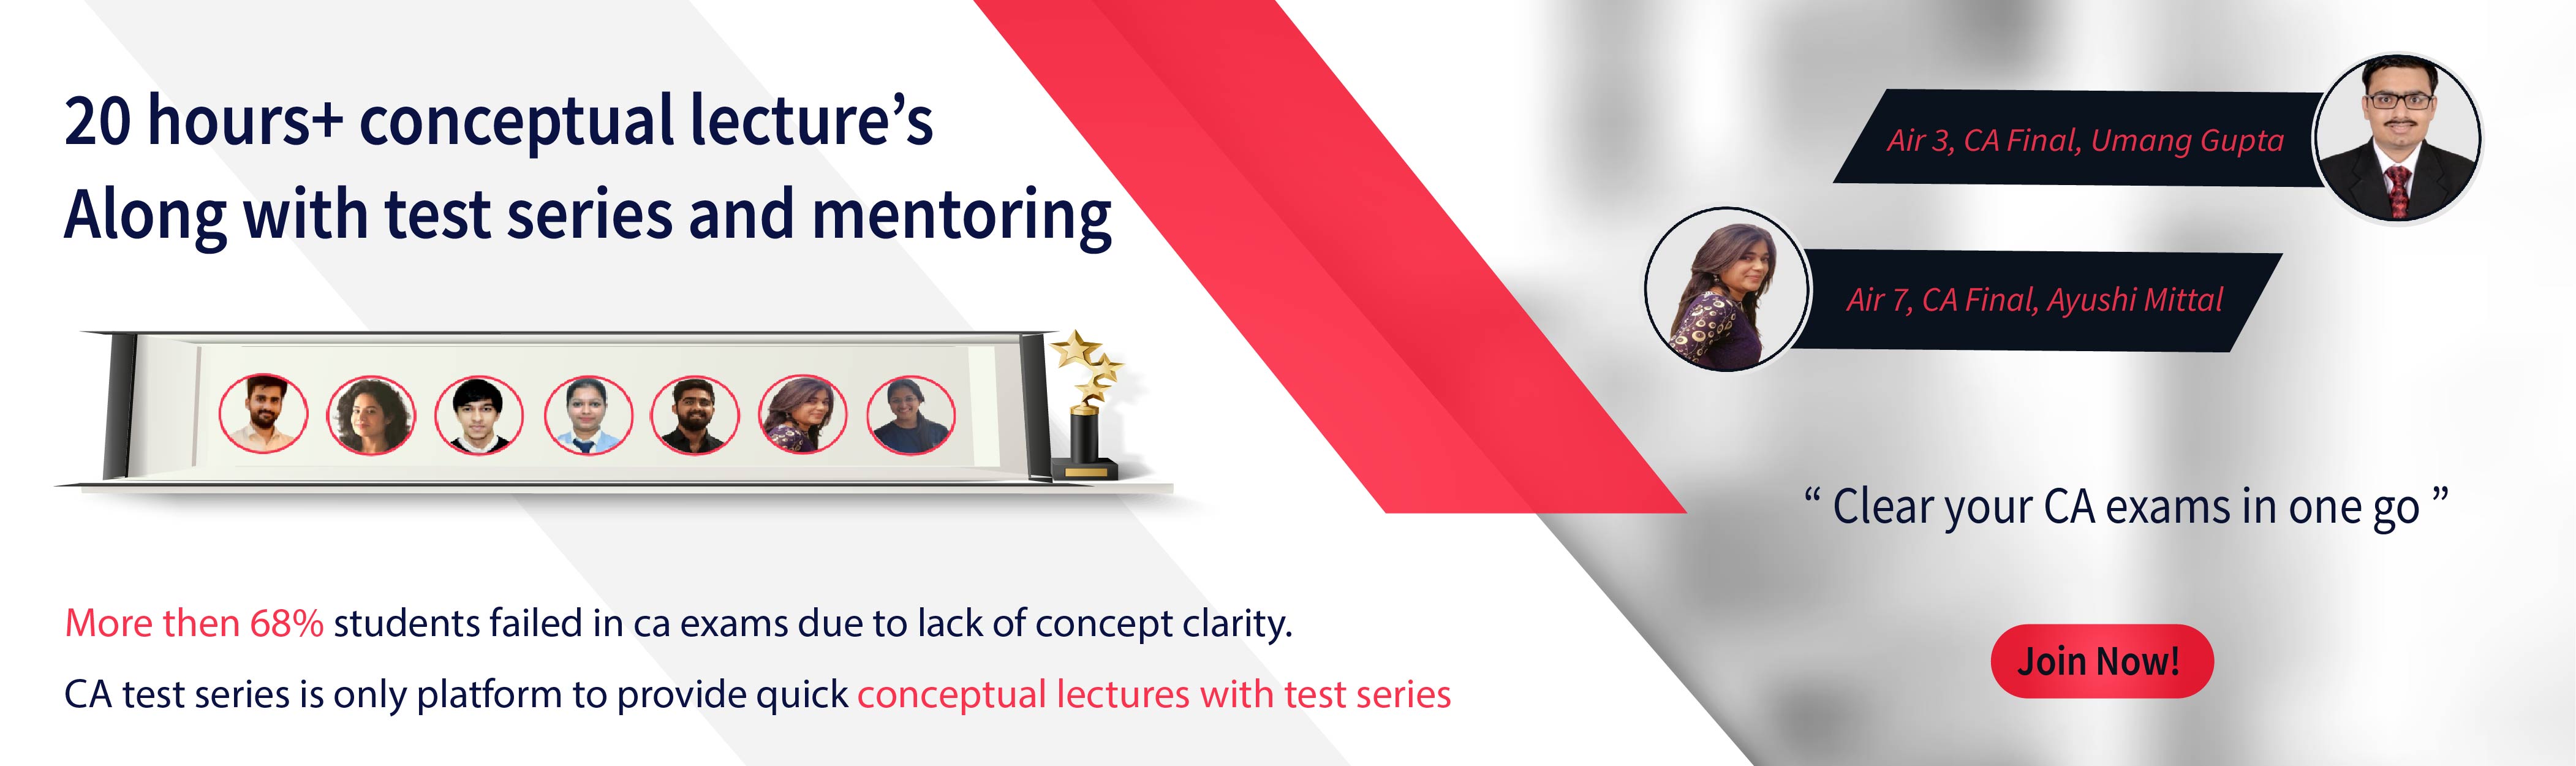 20 hours+ conceptual lecture’s
Along with test series and mentoring
More then 68% students failed in ca exams due to lack of concept clarity.
CA test series is only platform to provide quick conceptual lectures with test series
Air 3, CA Final, Umang Gupta
Air 7, CA Final, Ayushi Mittal
“ Clear your CA exams in one go ”
Join Now!